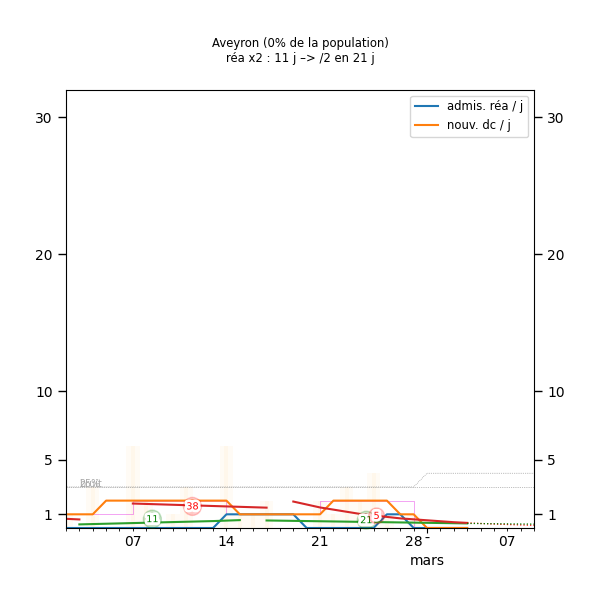 Aveyron (0% de la population)
réa x2 : 11 j –> /2 en 21 j
admis. réa / j
nouv. dc / j
30 30
20 20
10 10
5 5
1 1
38
11
21 5
07 14 21 28 07
mars